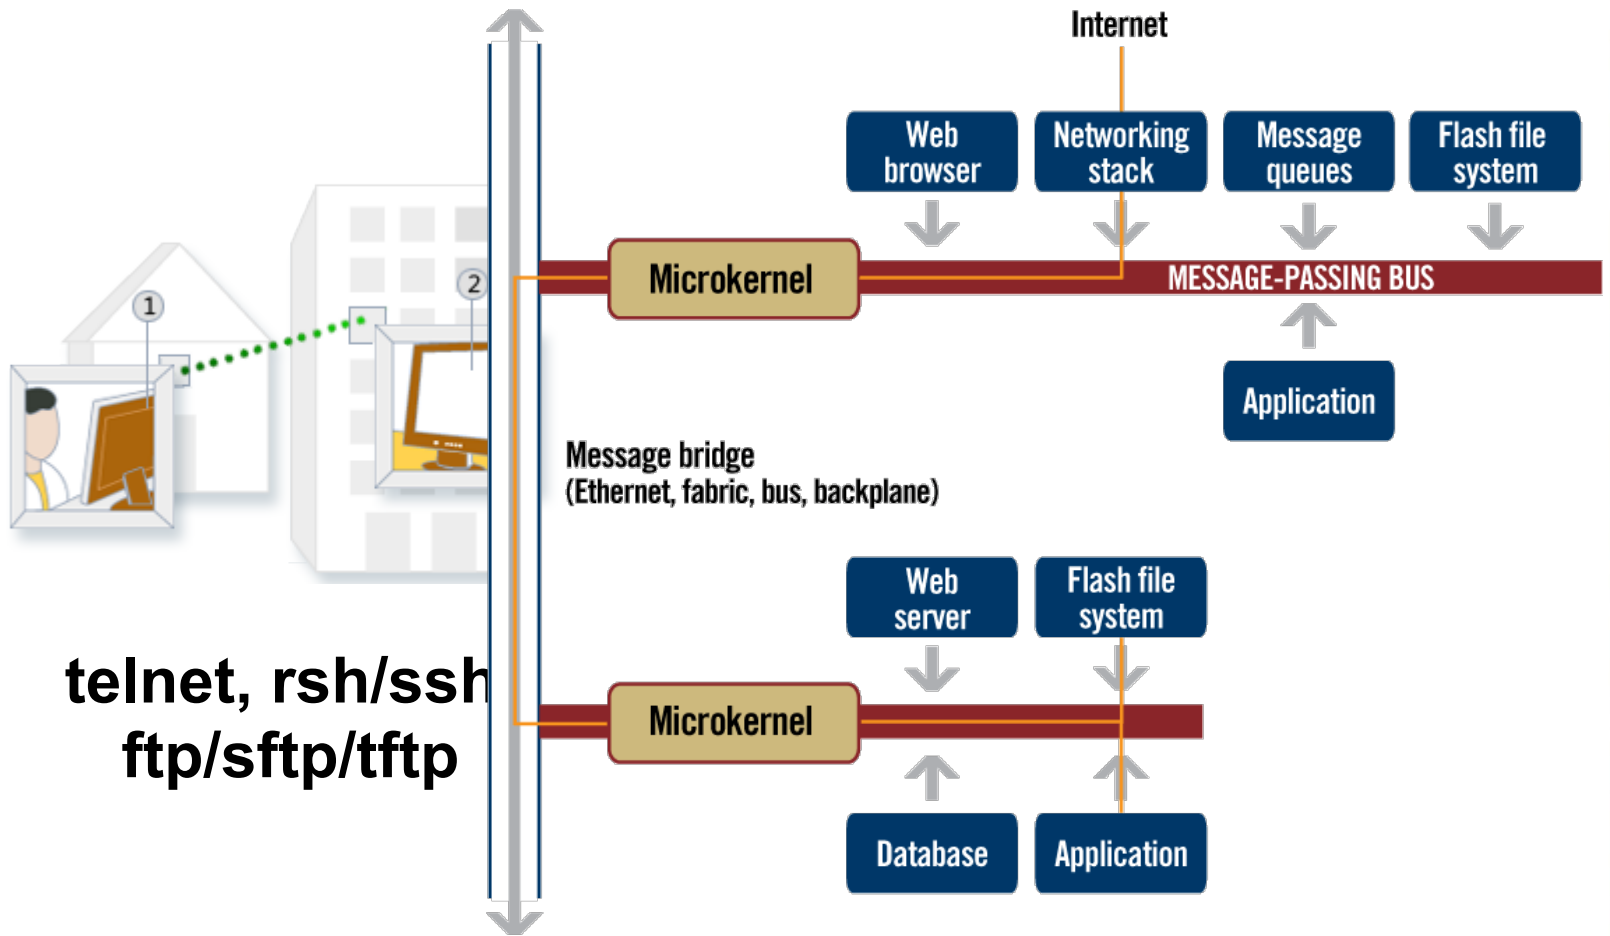 Internet
Web
browser
Networking
stack
Message
queues
Flash file
system
1
2
Microkernel
MESSAGE-PASSING BUS
Application
Message bridge
(Ethernet, fabric, bus, backplane)
Web
server
Flash file
system
telnet, rsh/ssh
ftp/sftp/tftp
Microkernel
Database
Application